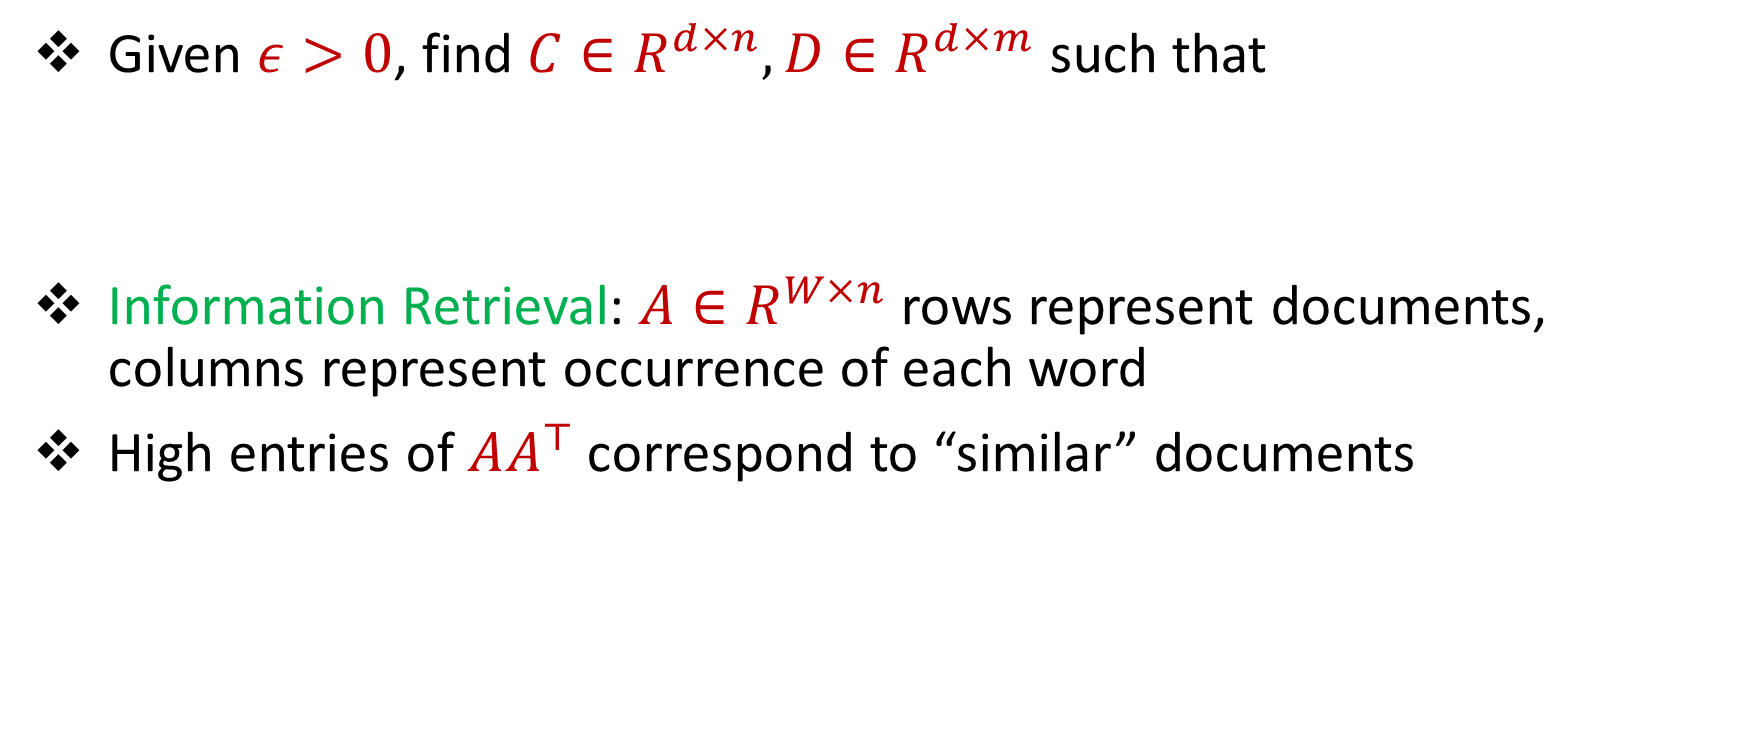 ❖ Given ϵ > 0, find C ∈ R^{d×n}, D ∈ R^{d×m} such that
❖ Information Retrieval: A ∈ R^{W×n} rows represent documents,
columns represent occurrence of each word
❖ High entries of AA^⊤ correspond to “similar” documents